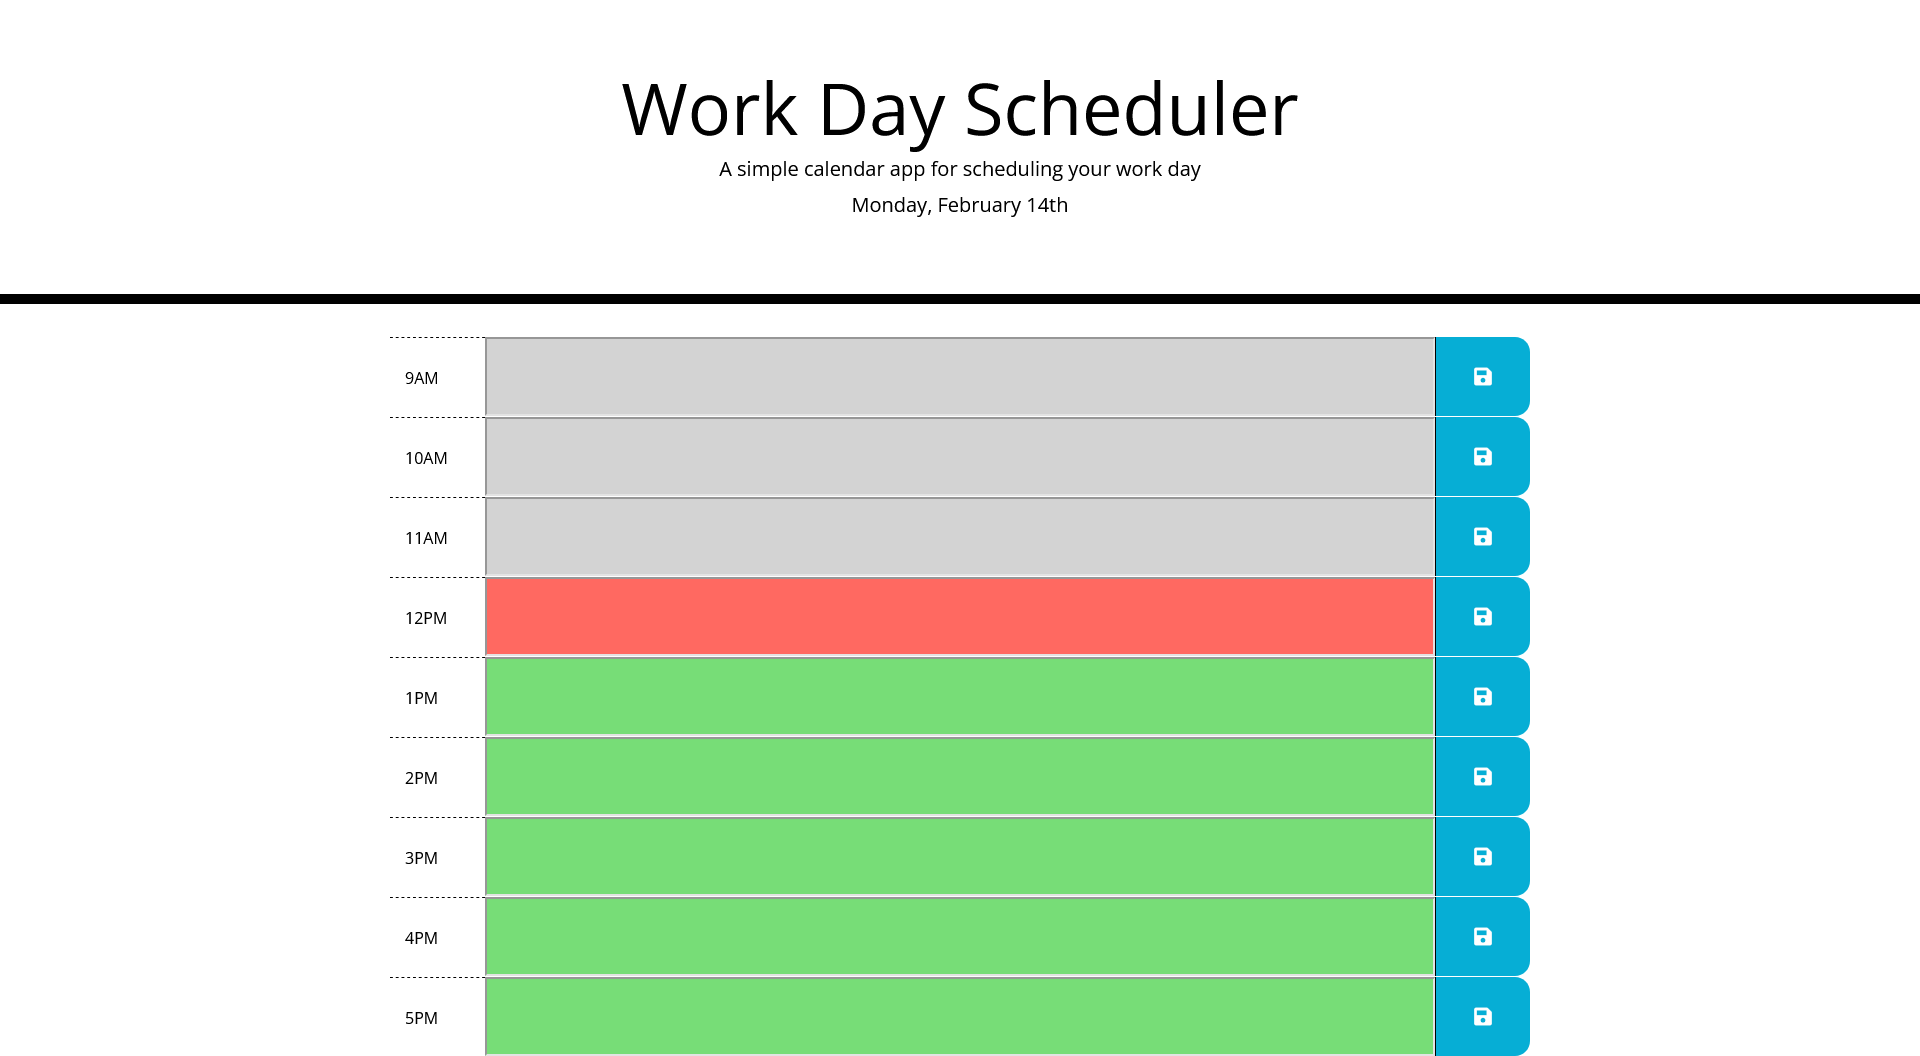 Work Day Scheduler
A simple calendar app for scheduling your work day
Monday, February 14th
9AM
10AM
11AM
12PM
1PM
2PM
3PM
4PM
5PM